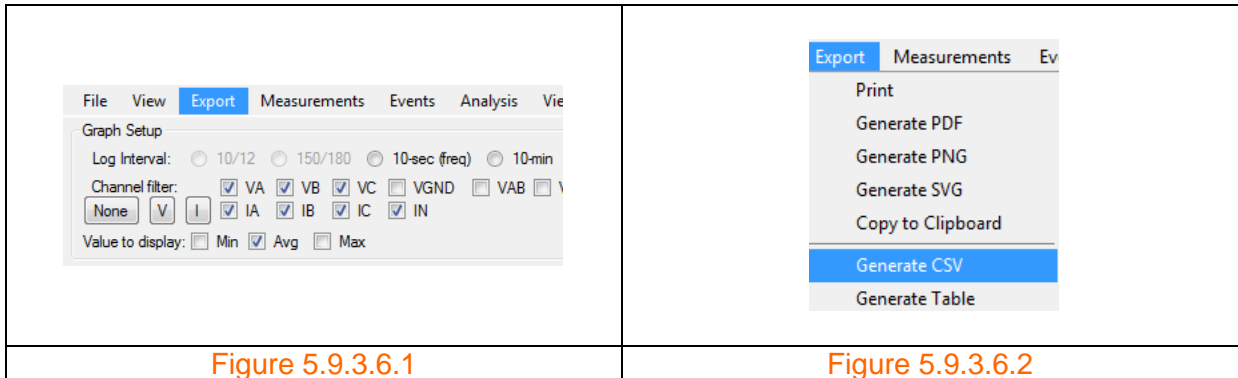 File View Export Measurements Events Analysis Vie
Graph Setup
Log Interval: 10/12 150/180 10-sec (freq) 10-min
Channel filter: VA VB VC VGND VAB V
None V I IA IB IC IN
Value to display: Min Avg Max
Figure 5.9.3.6.1
Export Measurements Ev
Print
Generate PDF
Generate PNG
Generate SVG
Copy to Clipboard
Generate CSV
Generate Table
Figure 5.9.3.6.2